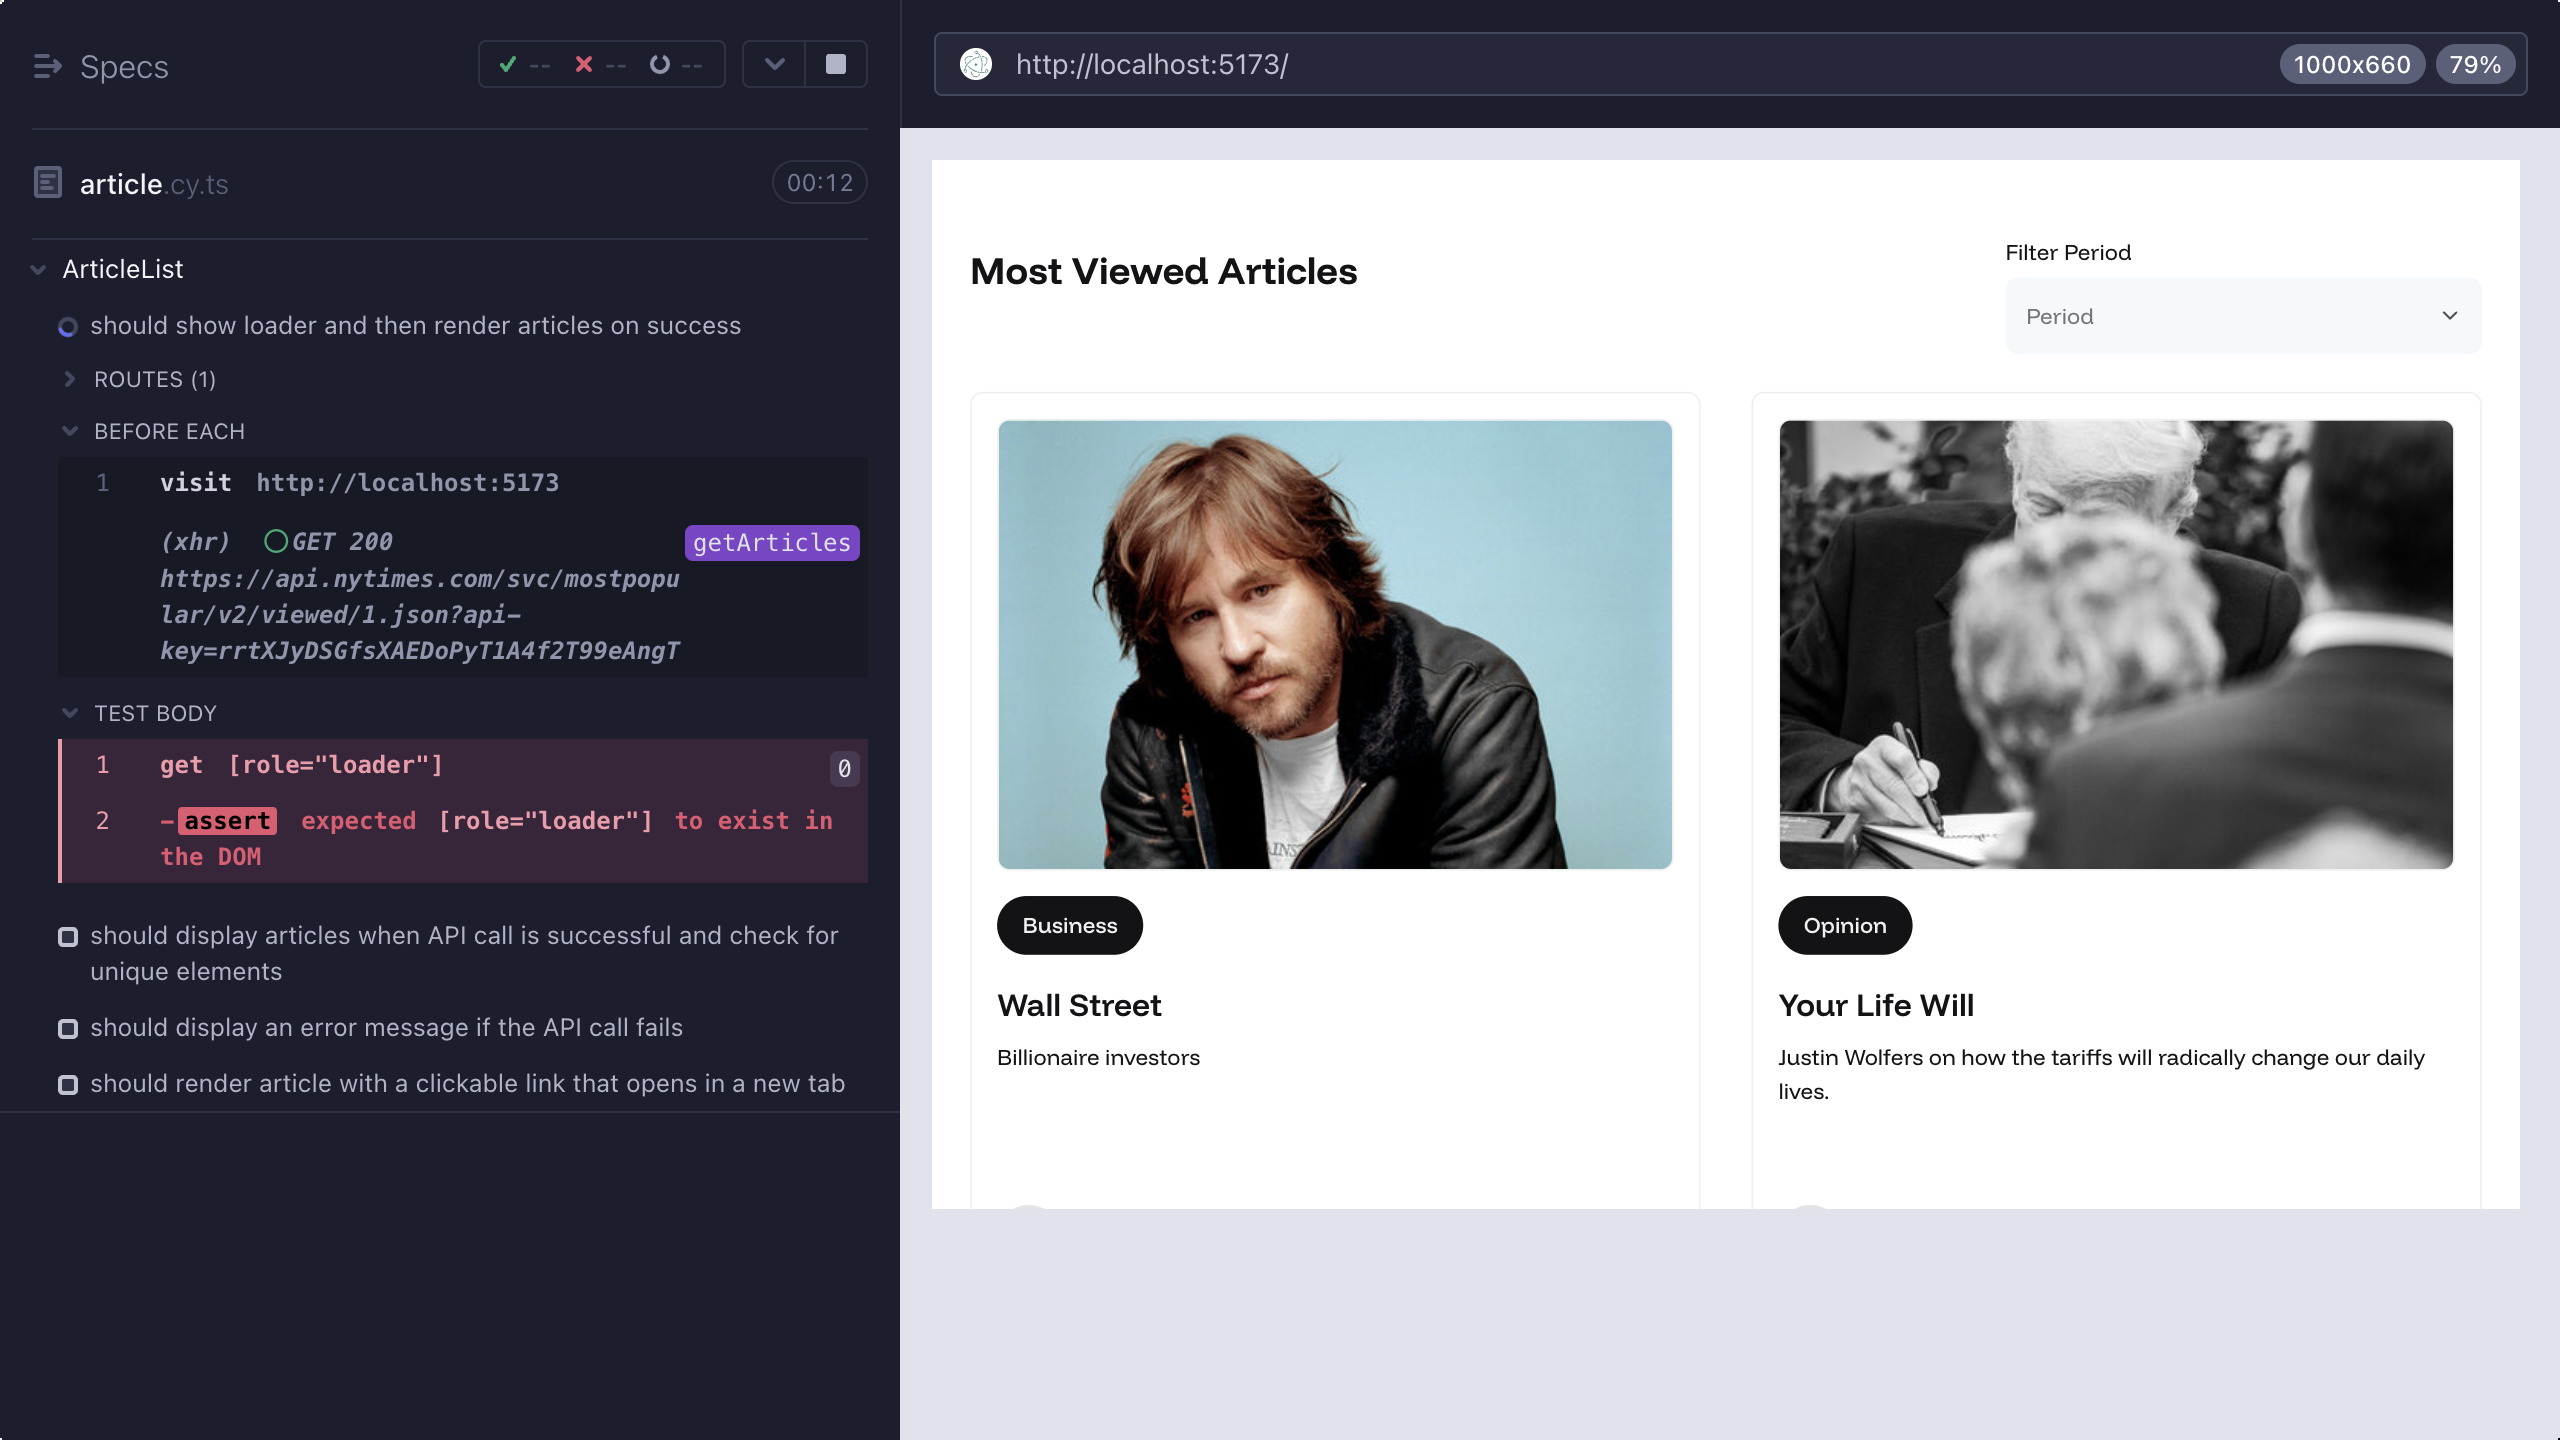 Specs
-- -- --
article.cy.ts
00:12
ArticleList
should show loader and then render articles on success
ROUTES (1)
BEFORE EACH
1 visit http://localhost:5173
(xhr) GET 200 getArticles
https://api.nytimes.com/svc/mostpopu
lar/v2/viewed/1.json?api-
key=rrtXJyDSGfsXAEDoPyT1A4f2T99eAngT
TEST BODY
1 get [role="loader"] 0
2 -assert expected [role="loader"] to exist in
the DOM
should display articles when API call is successful and check for
unique elements
should display an error message if the API call fails
should render article with a clickable link that opens in a new tab
http://localhost:5173/
1000x660 79%
Most Viewed Articles
Filter Period
Period
Business
Wall Street
Billionaire investors
Opinion
Your Life Will
Justin Wolfers on how the tariffs will radically change our daily
lives.